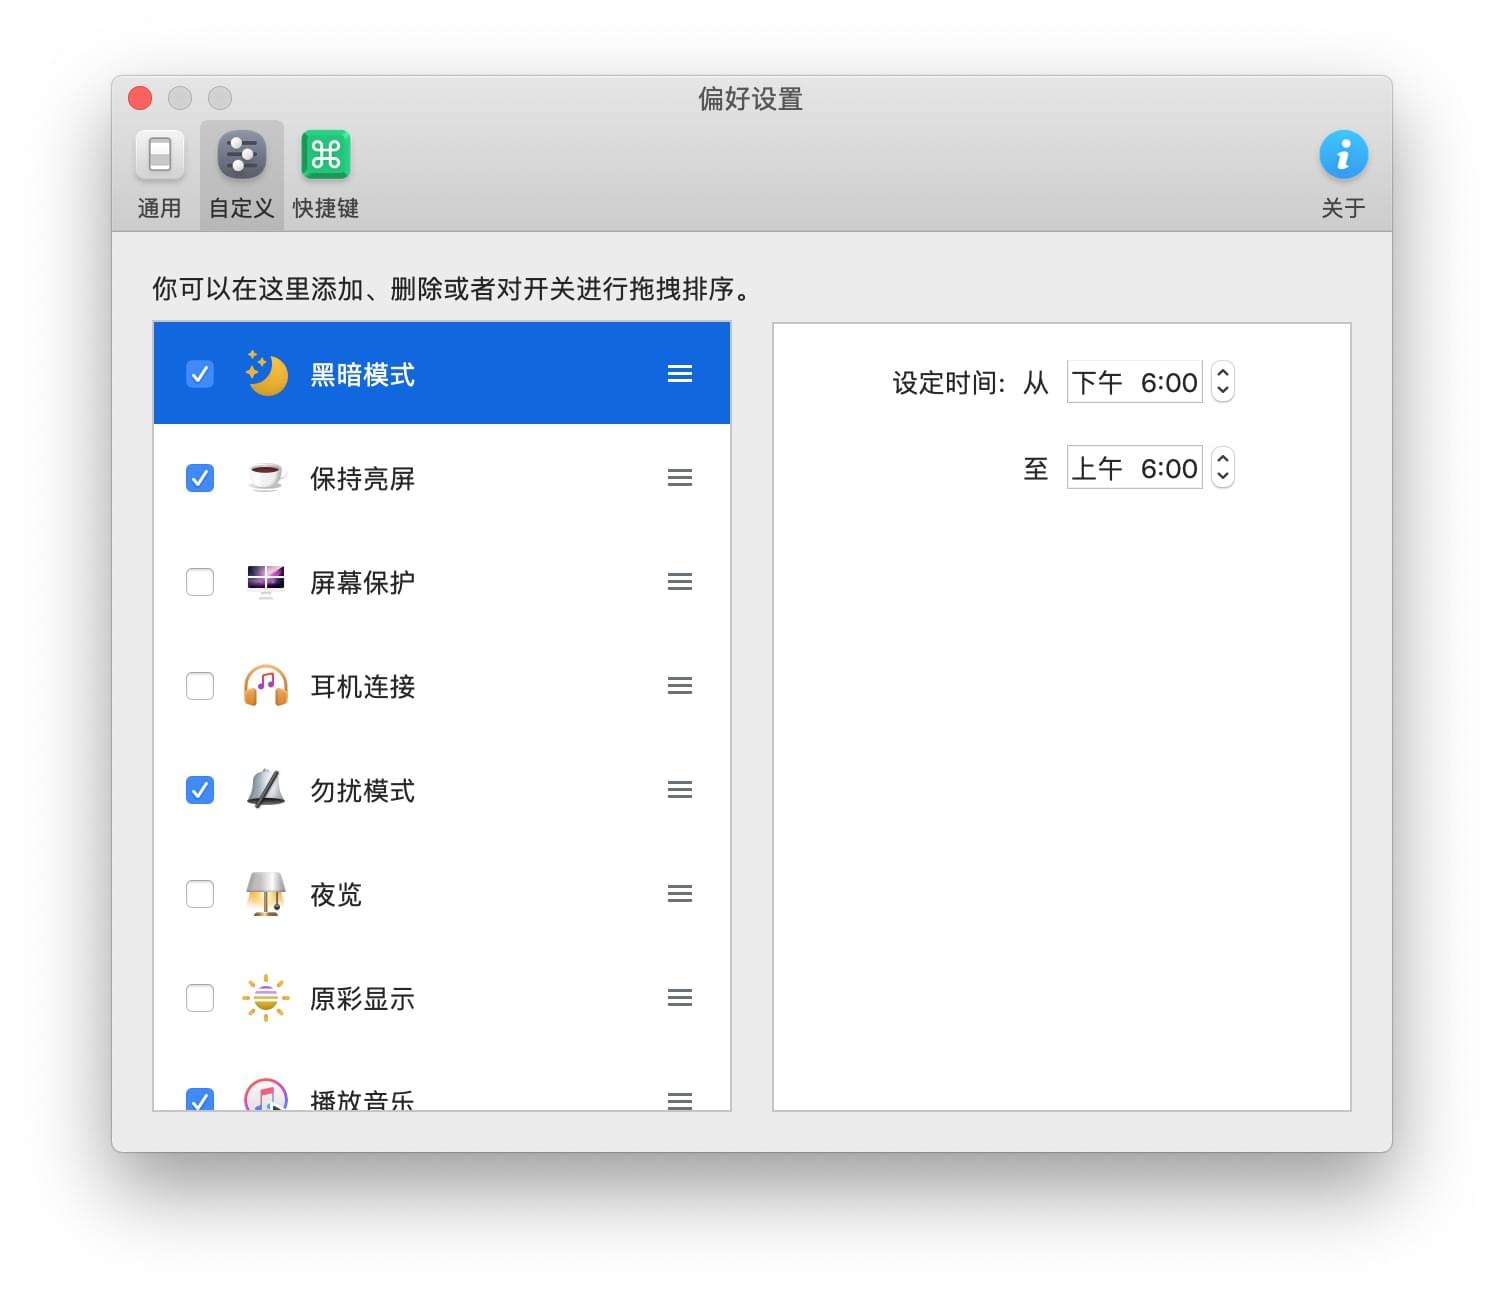 偏好设置
通用
自定义
快捷键
关于
你可以在这里添加、删除或者对开关进行拖拽排序。
黑暗模式
保持亮屏
屏幕保护
耳机连接
勿扰模式
夜览
原彩显示
播放音乐
设定时间: 从 下午 6:00
至 上午 6:00